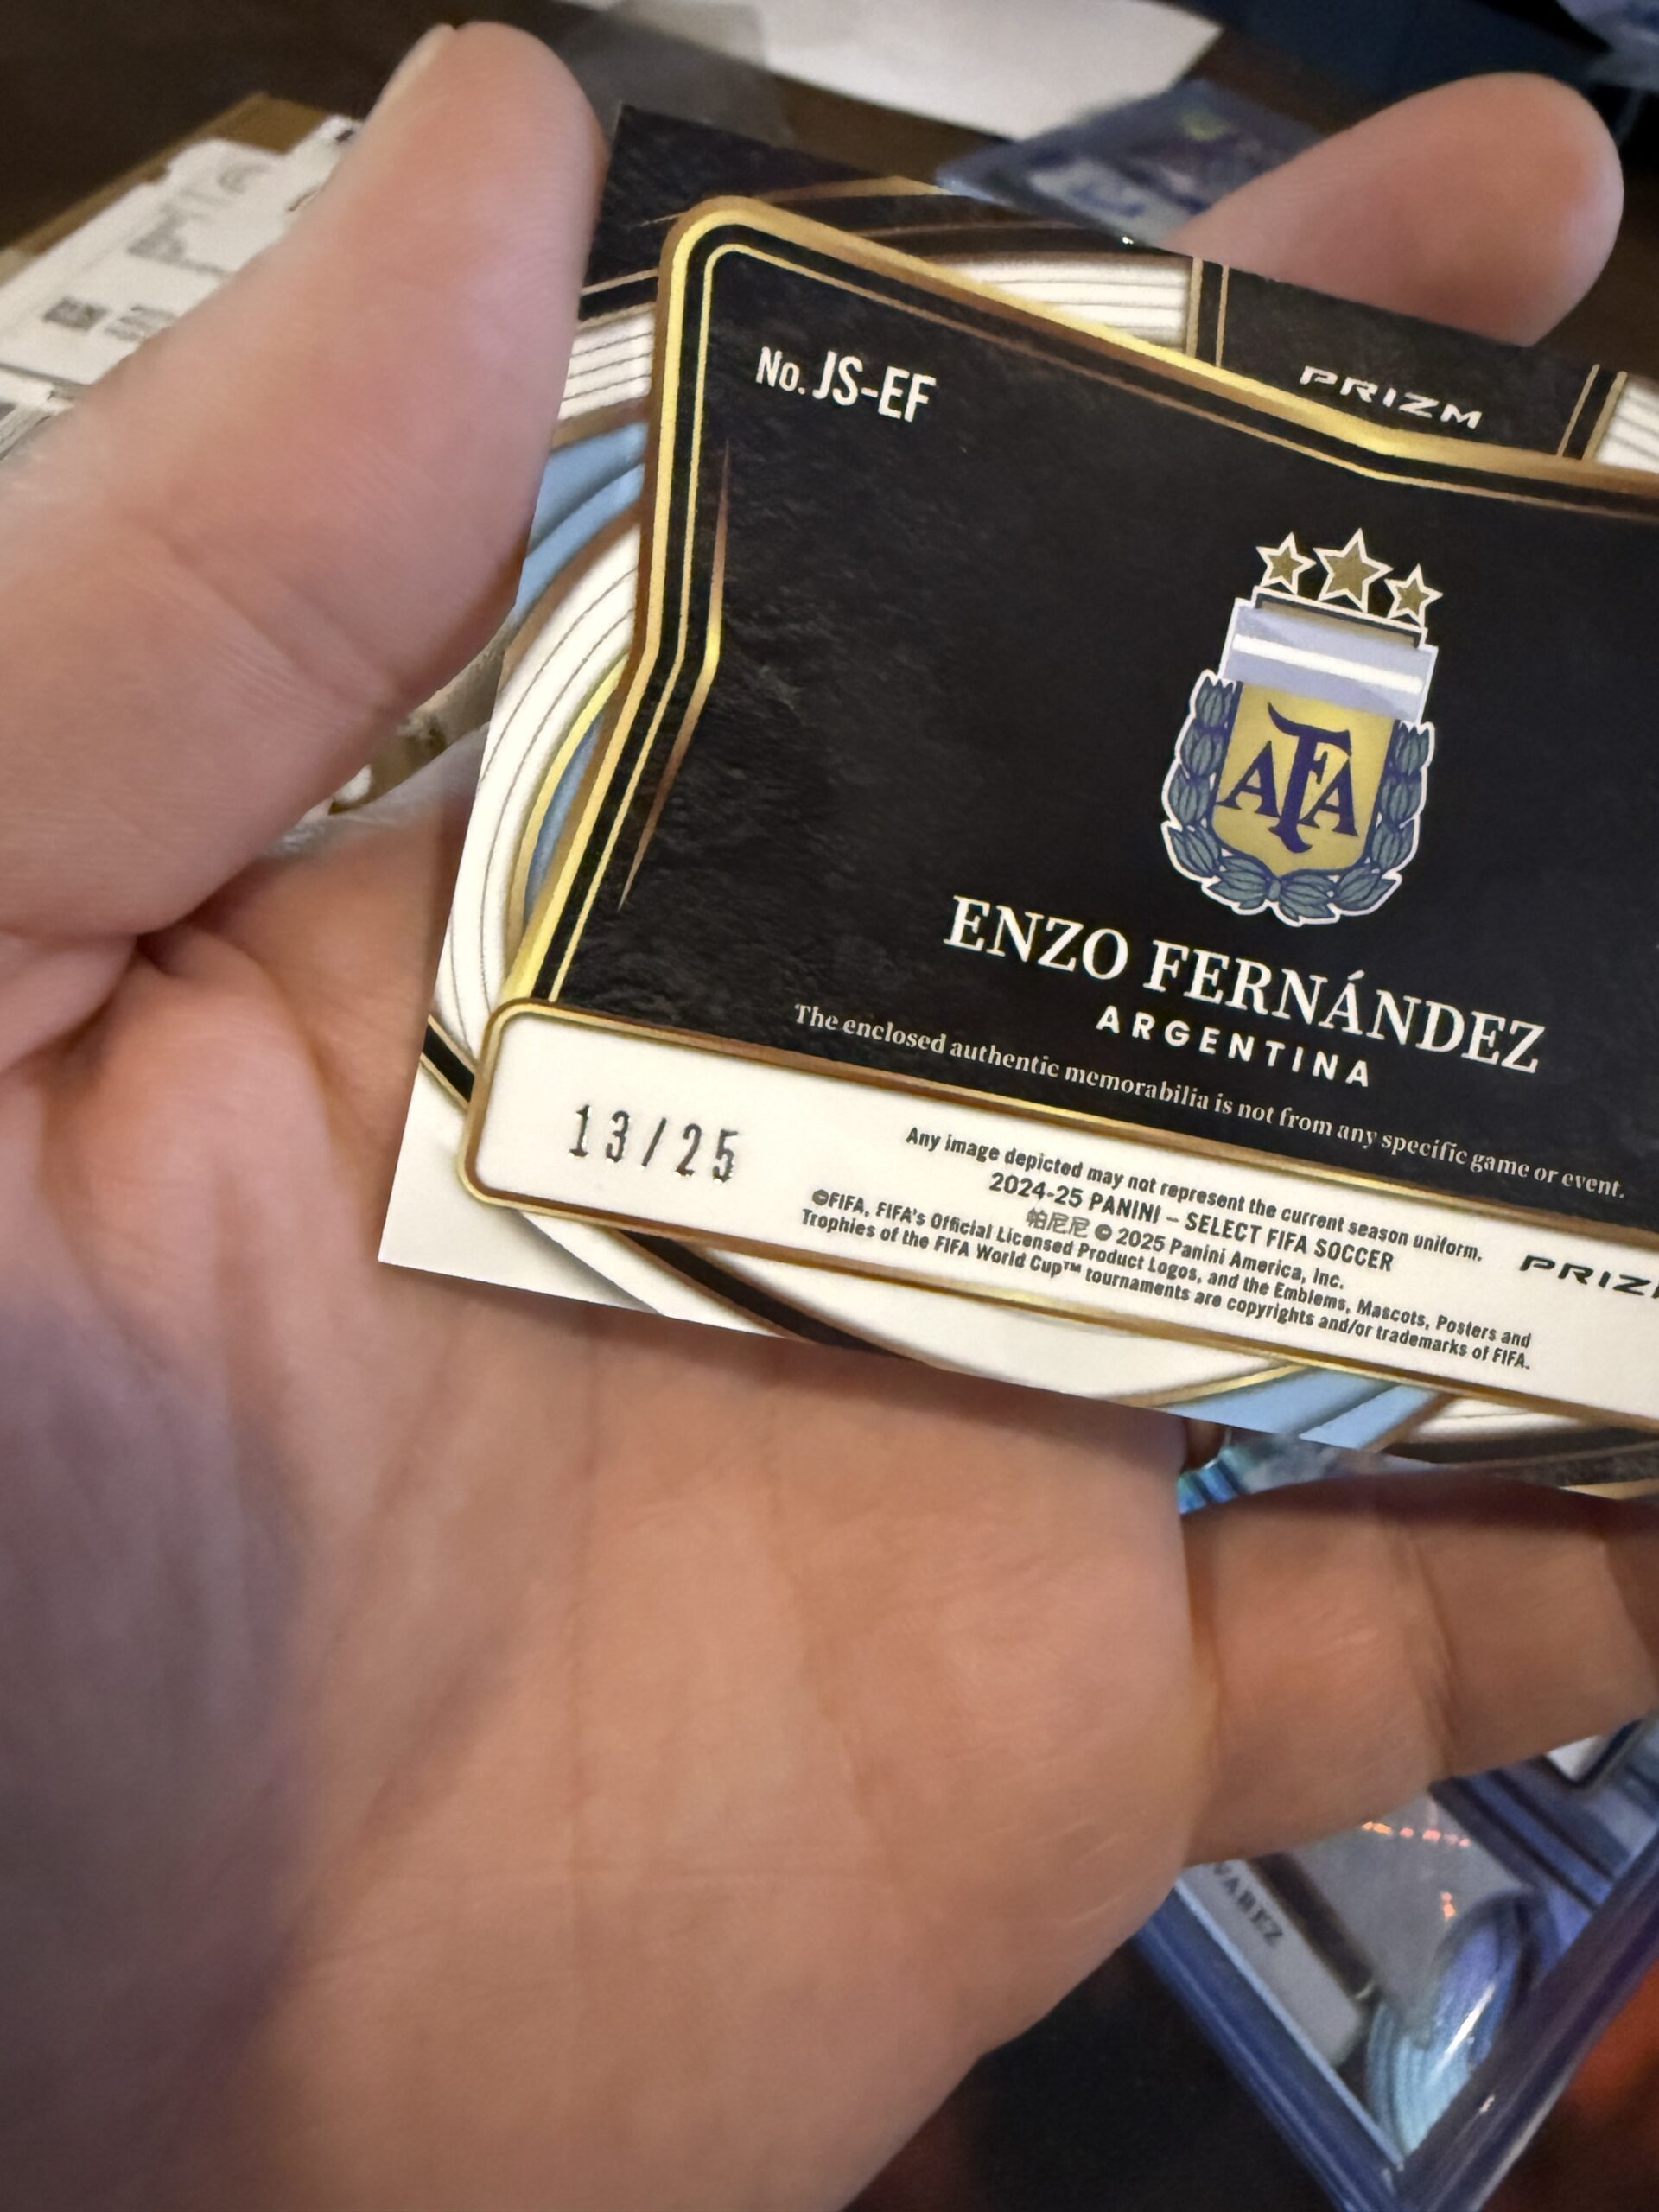 No. JS-EF
PRIZM
AFA
ENZO FERNÁNDEZ
ARGENTINA
The enclosed authentic memorabilia is not from any specific game or event.
13/25
Any image depicted may not represent the current season uniform.
2024-25 PANINI – SELECT FIFA SOCCER
帕尼尼 © 2025 Panini America, Inc.
©FIFA, FIFA's Official Licensed Product Logos, and the Emblems, Mascots, Posters and
Trophies of the FIFA World Cup™ tournaments are copyrights and/or trademarks of FIFA.